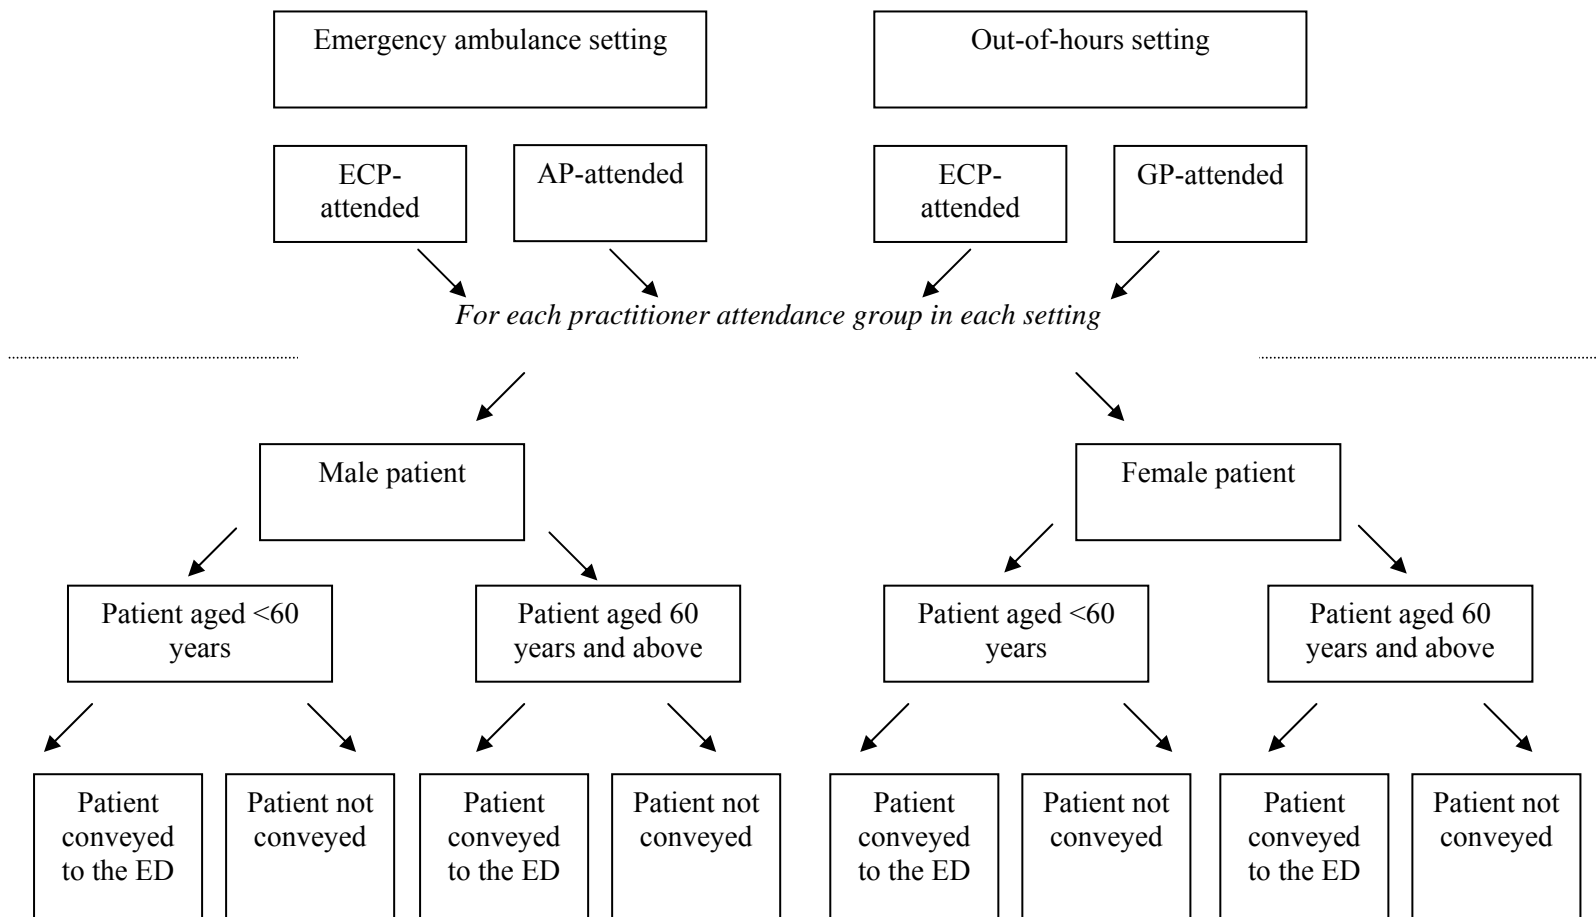 Emergency ambulance setting
Out-of-hours setting
ECP-
attended
AP-attended
ECP-
attended
GP-attended
For each practitioner attendance group in each setting
Male patient
Female patient
Patient aged <60
years
Patient aged 60
years and above
Patient aged <60
years
Patient aged 60
years and above
Patient
conveyed
to the ED
Patient not
conveyed
Patient
conveyed
to the ED
Patient not
conveyed
Patient
conveyed
to the ED
Patient not
conveyed
Patient
conveyed
to the ED
Patient not
conveyed